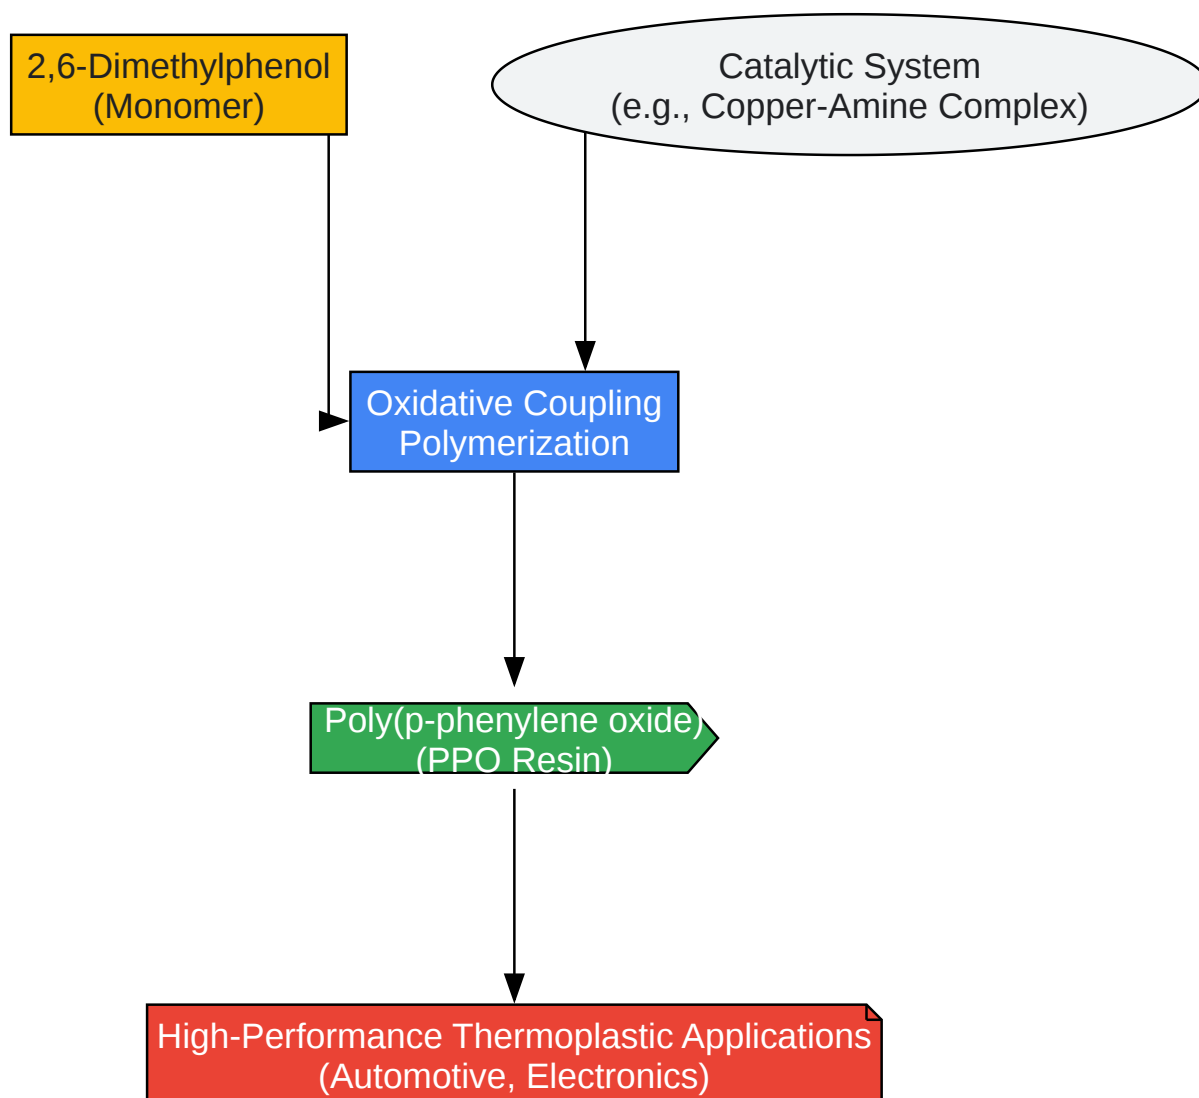 2,6-Dimethylphenol
(Monomer)
Catalytic System
(e.g., Copper-Amine Complex)
Oxidative Coupling
Polymerization
Poly(p-phenylene oxide)
(PPO Resin)
High-Performance Thermoplastic Applications
(Automotive, Electronics)